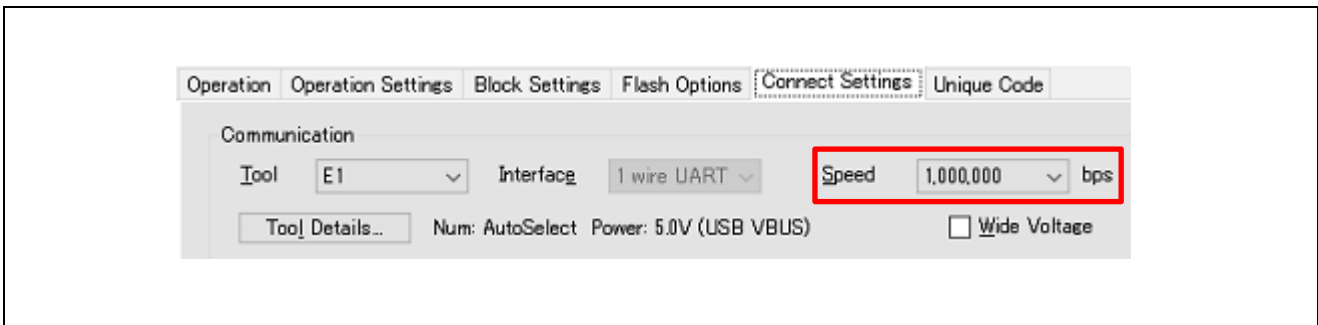 Operation Operation Settings Block Settings Flash Options Connect Settings Unique Code
Communication
Tool E1 Interface 1 wire UART Speed 1,000,000 bps
Tool Details... Num: AutoSelect Power: 5.0V (USB VBUS) Wide Voltage